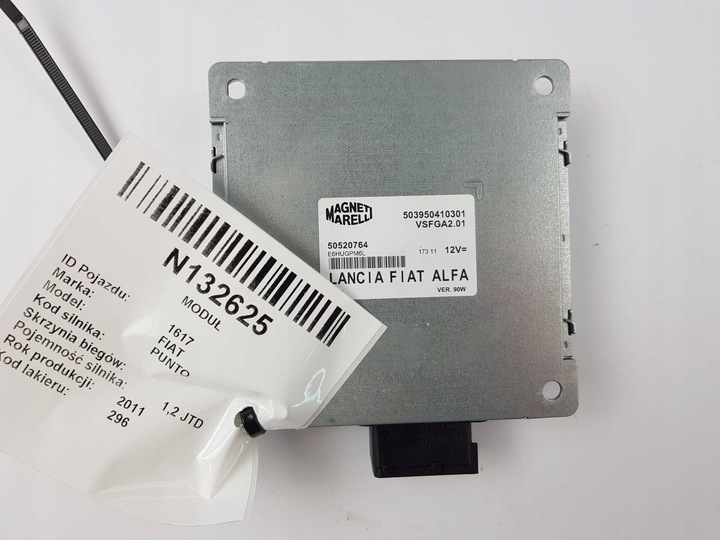 MAGNETI
MARELLI
503950410301
VSFGA2.01
50520764
E6HUGPM6L
173 11 12V=
LANCIA FIAT ALFA
VER. 90W
N132625
MODUŁ
ID Pojazdu: 1617
Marka: FIAT
Model: PUNTO
Kod silnika:
Skrzynia biegów:
Pojemność silnika: 1,2 JTD
Rok produkcji: 2011
Kod lakieru: 296